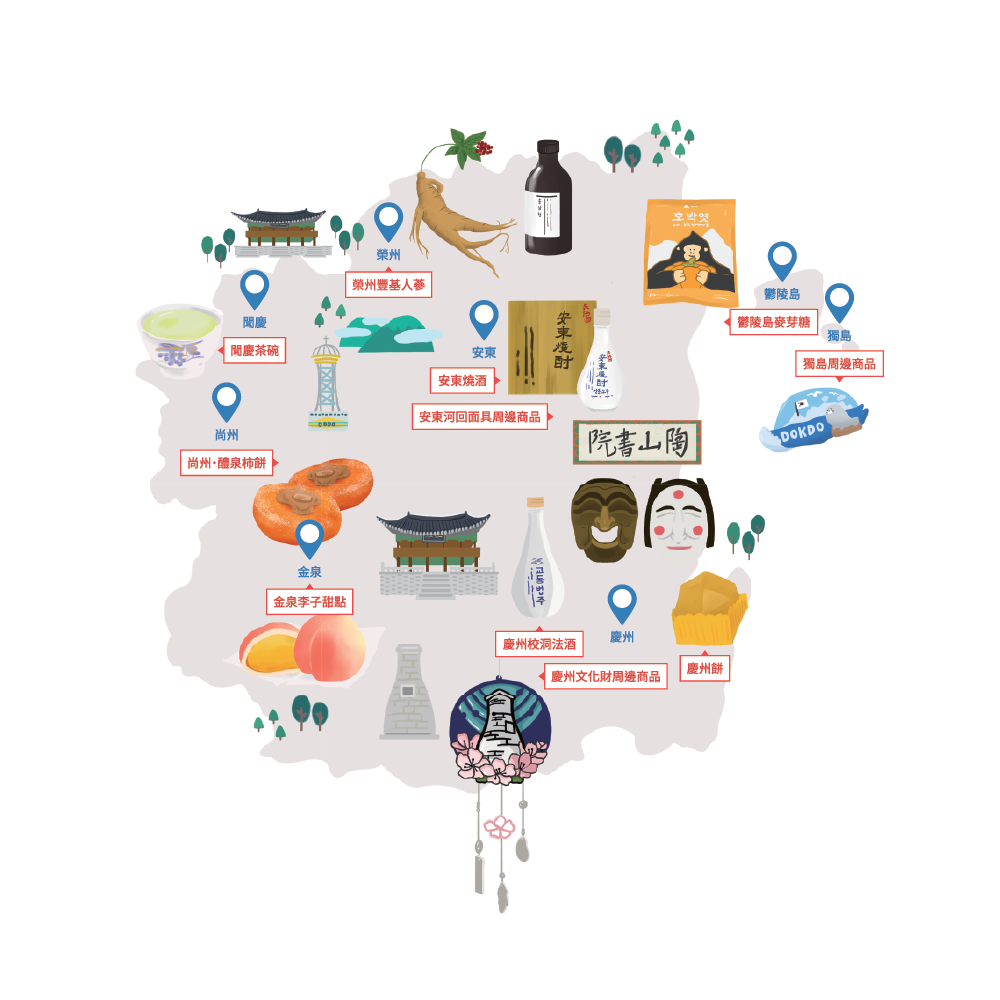 榮州
榮州豐基人蔘
호박엿
鬱陵島
鬱陵島麥芽糖
獨島
獨島周邊商品
DOKDO
聞慶
聞慶茶碗
安東
安東燒酒
安東燒酎
安東河回面具周邊商品
尚州
尚州·醴泉柿餅
院書山陶
金泉
金泉李子甜點
교동법주
慶州
慶州校洞法酒
慶州文化財周邊商品
慶州餅